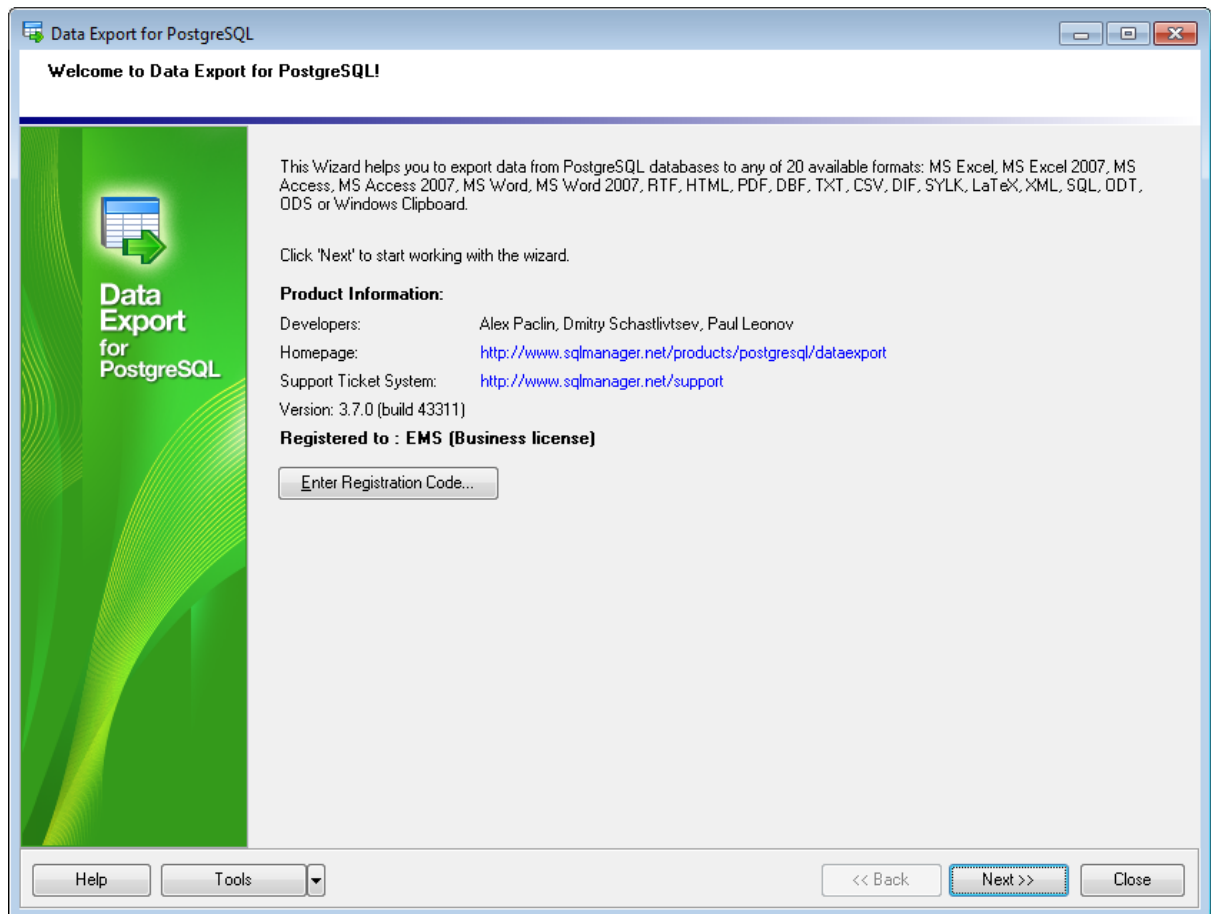 Data Export for PostgreSQL
Welcome to Data Export for PostgreSQL!
Data
Export
for
PostgreSQL
This Wizard helps you to export data from PostgreSQL databases to any of 20 available formats: MS Excel, MS Excel 2007, MS
Access, MS Access 2007, MS Word, MS Word 2007, RTF, HTML, PDF, DBF, TXT, CSV, DIF, SYLK, LaTeX, XML, SQL, ODT,
ODS or Windows Clipboard.
Click 'Next' to start working with the wizard.
Product Information:
Developers: Alex Paclin, Dmitry Schastlivtsev, Paul Leonov
Homepage: http://www.sqlmanager.net/products/postgresql/dataexport
Support Ticket System: http://www.sqlmanager.net/support
Version: 3.7.0 (build 43311)
Registered to : EMS (Business license)
Enter Registration Code...
Help Tools << Back Next >> Close